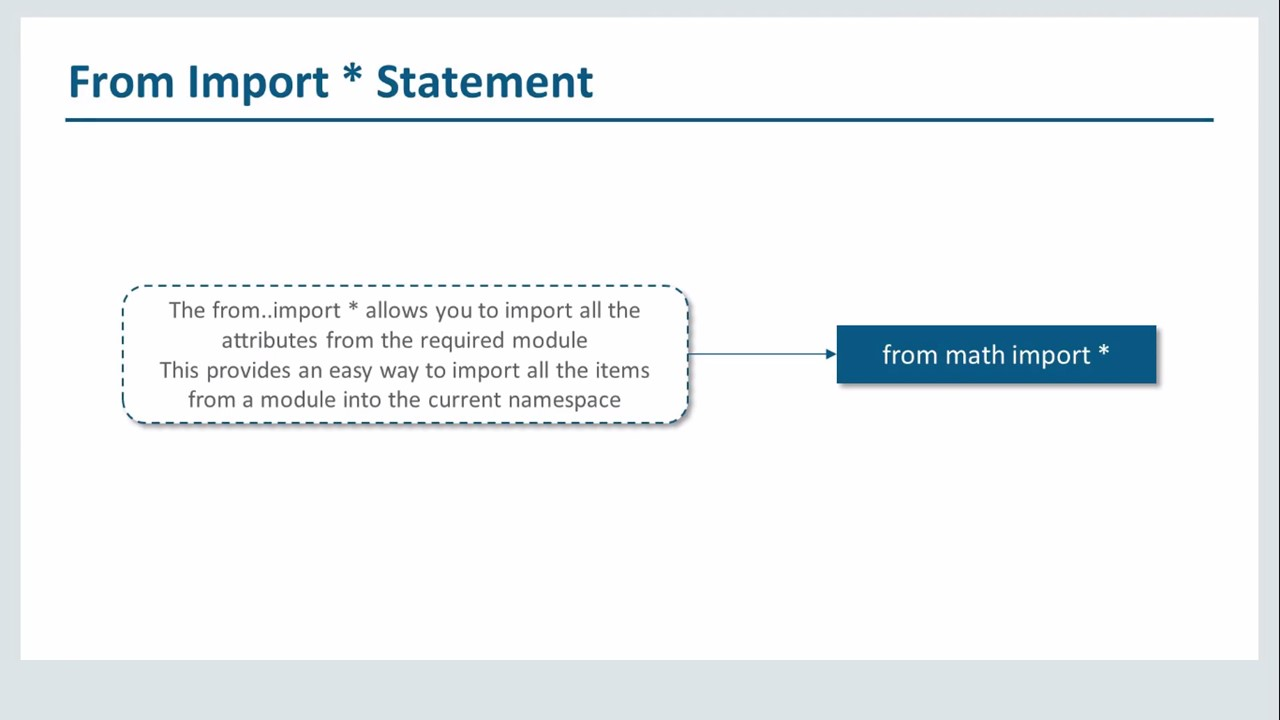 From Import * Statement
The from..import * allows you to import all the
attributes from the required module
This provides an easy way to import all the items
from a module into the current namespace
from math import *